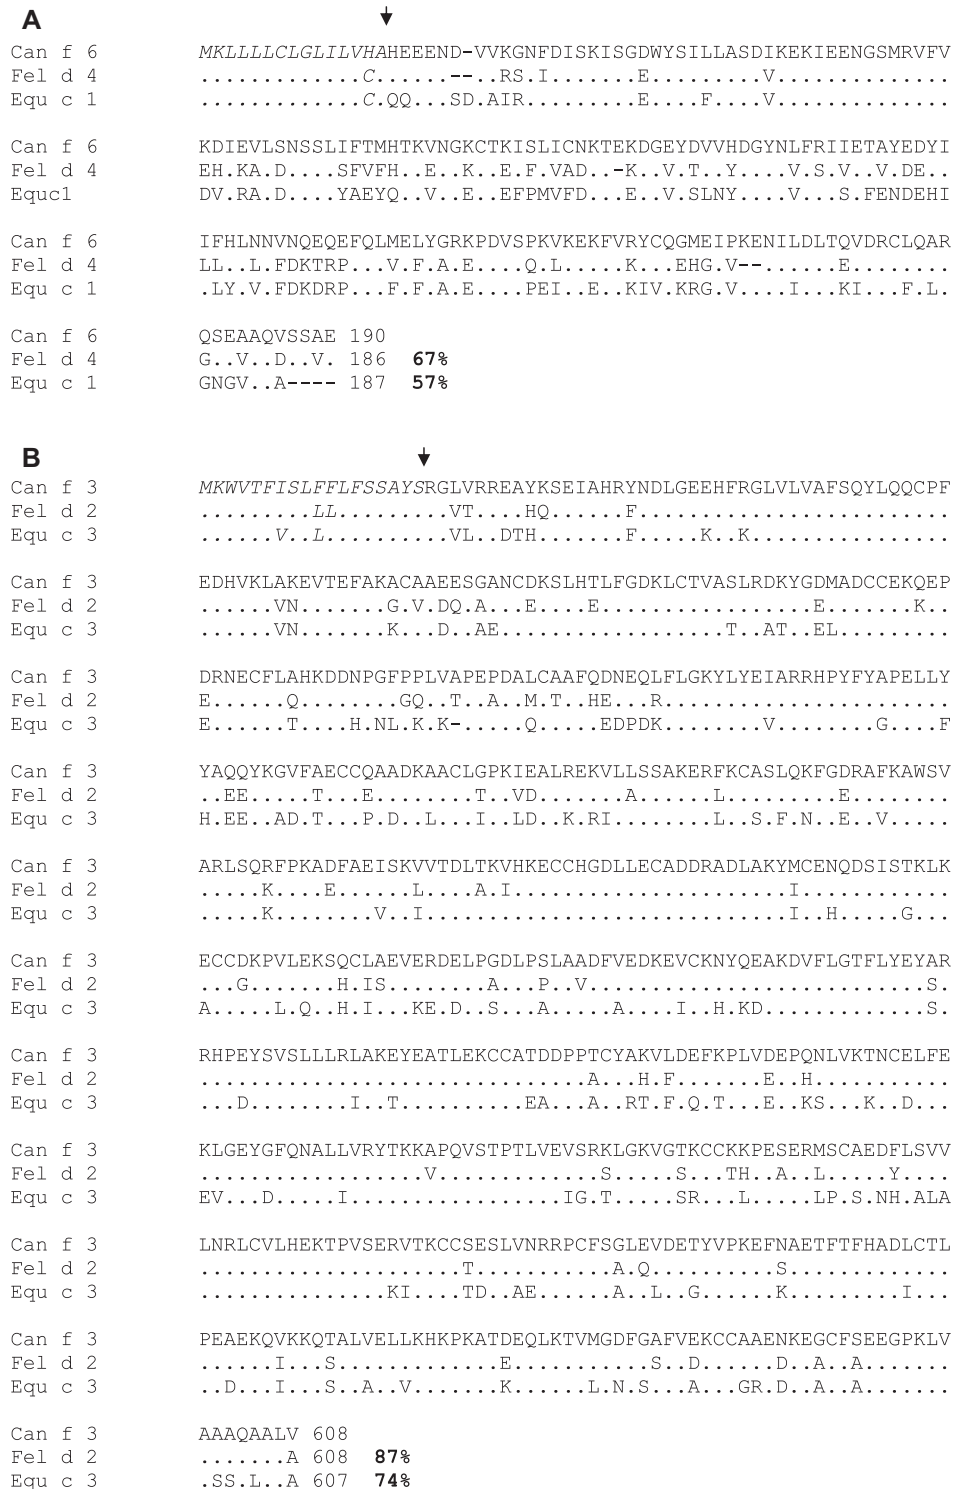 A
Can f 6 MKLLLLCLGLILVHAHEEEND-VVKGNFDISKISGDWYSILLASDIKEKIEENGSMRVFV
Fel d 4 .............C......--..RS.I.......E.........V..............
Equ c 1 .............C.QQ...SD.AIR.........E....F....V..............
Can f 6 KDIEVLSNSSLIFTMHTKVNGKCTKISLICNKTEKDGEYDVVHDGYNLFRIIETAYEDYI
Fel d 4 EH.KA.D....SFVFH..E...K..E.F.VAD..-K..V.T..Y....V.S.V..V.DE..
Equc1 DV.RA.D....YAEYQ..V..E..EFPMVFD...E..V.SLNY....V...S.FENDEHI
Can f 6 IFHLNNVNQEQEFQLMELYGRKPDVSPKVKEKFVRYCQGMEIPKENILDLTQVDRCLQAR
Fel d 4 LL..L.FDKTRP...V.F.A.E....Q.L.....K...EHG.V--......E........
Equ c 1 .LY.V.FDKDRP...F.F.A.E....PEI..E..KIV.KRG.V....I...KI...F.L.
Can f 6 QSEAAQVSSAE 190
Fel d 4 G..V..D..V. 186 67%
Equ c 1 GNGV..A---- 187 57%
B
Can f 3 MKWVTFISLFFLFSSAYSRGLVRREAYKSEIAHRYNDLGEEHFRGLVLVAFSQYLQQCPF
Fel d 2 .........LL.........VT....HQ......F.........................
Equ c 3 ......V..L..........VL..DTH.......F.....K..K................
Can f 3 EDHVKLAKEVTEFAKACAAEESGANCDKSLHTLFGDKLCTVASLRDKYGDMADCCEKQEP
Fel d 2 ......VN.......G.V.DQ.A...E....E.................E.......K..
Equ c 3 ......VN.......K...D..AE..................T..AT..EL.........
Can f 3 DRNECFLAHKDDNPGFPPLVAPEPDALCAAFQDNEQLFLGKYLYEIARRHPYFYAPELLY
Fel d 2 E......Q........GQ..T..A..M.T..HE...R.......................
Equ c 3 E......T....H.NL.K.K-.....Q.....EDPDK........V........G....F
Can f 3 YAQQYKGVFAECCQAADKAACLGPKIEALREKVLLSSAKERFKCASLQKFGDRAFKAWSV
Fel d 2 ..EE.....T...E........T..VD.......A......L.........E........
Equ c 3 H.EE..AD.T...P.D..L...I..LD..K.RI........L..S.F.N..E..V.....
Can f 3 ARLSQRFPKADFAEISKVVTDLTKVHKECCHGDLLECADDRADLAKYMCENQDSISTKLK
Fel d 2 .....K....E......L....A.I......................I............
Equ c 3 .....K........V..I.............................I..H.....G...
Can f 3 ECCDKPVLEKSQCLAEVERDELPGDLPSLAADFVEDKEVCKNYQEAKDVFLGTFLYEYAR
Fel d 2 ...G.......H.IS........A...P..V...........................S.
Equ c 3 A.....L.Q..H.I...KE.D..S...A.....A....I..H.KD.............S.
Can f 3 RHPEYSVSLLLRLAKEYEATLEKCCATDDPPTCYAKVLDEFKPLVDEPQNLVKTNCELFE
Fel d 2 ...............................A...H.F.......E..H...........
Equ c 3 ...D........I..T..........EA...A..RT.F.Q.T...E..KS...K..D...
Can f 3 KLGEYGFQNALLVRYTKKAPQVSTPTLVEVSRKLGKVGTKCCKKPESERMSCAEDFLSVV
Fel d 2 ..................V.............S.....S...TH..A..L.....Y....
Equ c 3 EV...D.....I.................IG.T.....SR...L.....LP.S.NH.ALA
Can f 3 LNRLCVLHEKTPVSERVTKCCSESLVNRRPCFSGLEVDETYVPKEFNAETFTFHADLCTL
Fel d 2 .....................T...........A.Q..........S.............
Equ c 3 ...............KI....TD..AE......A..L..G......K.........I...
Can f 3 PEAEKQVKKQTALVELLKHKPKATDEQLKTVMGDFGAFVEKCCAAENKEGCFSEEGPKLV
Fel d 2 ......I...S.............E...........S..D......D..A..A.......
Equ c 3 ..D...I...S..A..V.......K......L.N.S...A...GR.D..A..A.......
Can f 3 AAAQAALV 608
Fel d 2 .......A 608 87%
Equ c 3 .SS.L..A 607 74%